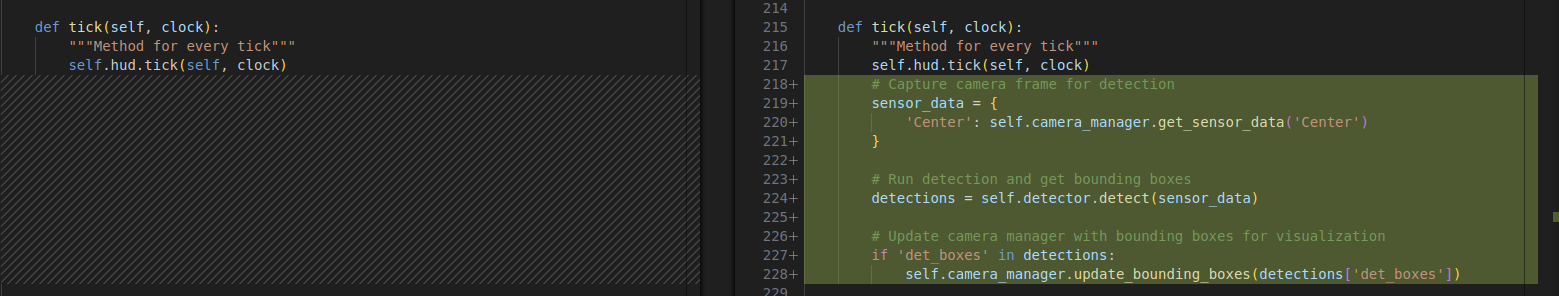 def tick(self, clock):
"""Method for every tick"""
self.hud.tick(self, clock)
214
215 def tick(self, clock):
216 """Method for every tick"""
217 self.hud.tick(self, clock)
218+ # Capture camera frame for detection
219+ sensor_data = {
220+ 'Center': self.camera_manager.get_sensor_data('Center')
221+ }
222+
223+ # Run detection and get bounding boxes
224+ detections = self.detector.detect(sensor_data)
225+
226+ # Update camera manager with bounding boxes for visualization
227+ if 'det_boxes' in detections:
228+ self.camera_manager.update_bounding_boxes(detections['det_boxes'])
229